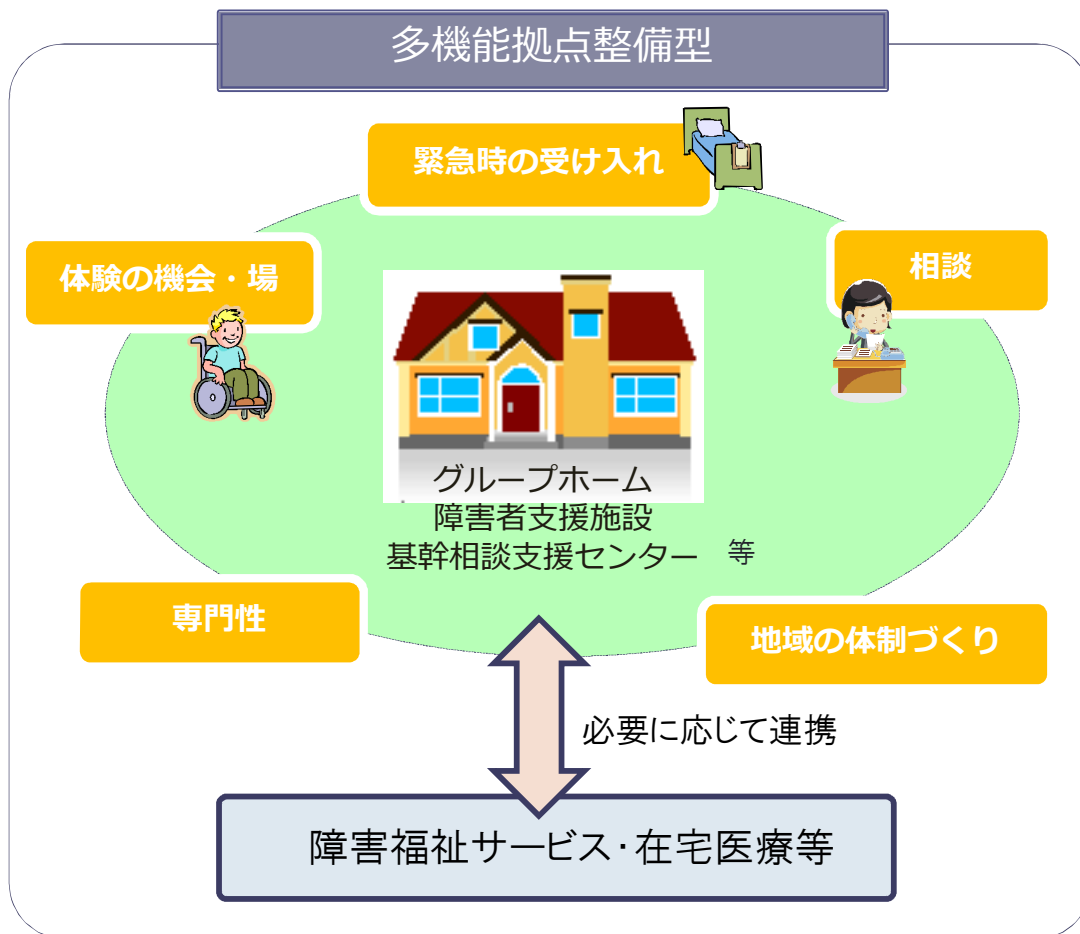 多機能拠点整備型
緊急時の受け入れ
体験の機会・場
相談
グループホーム
障害者支援施設
基幹相談支援センター 等
専門性
地域の体制づくり
必要に応じて連携
障害福祉サービス・在宅医療等